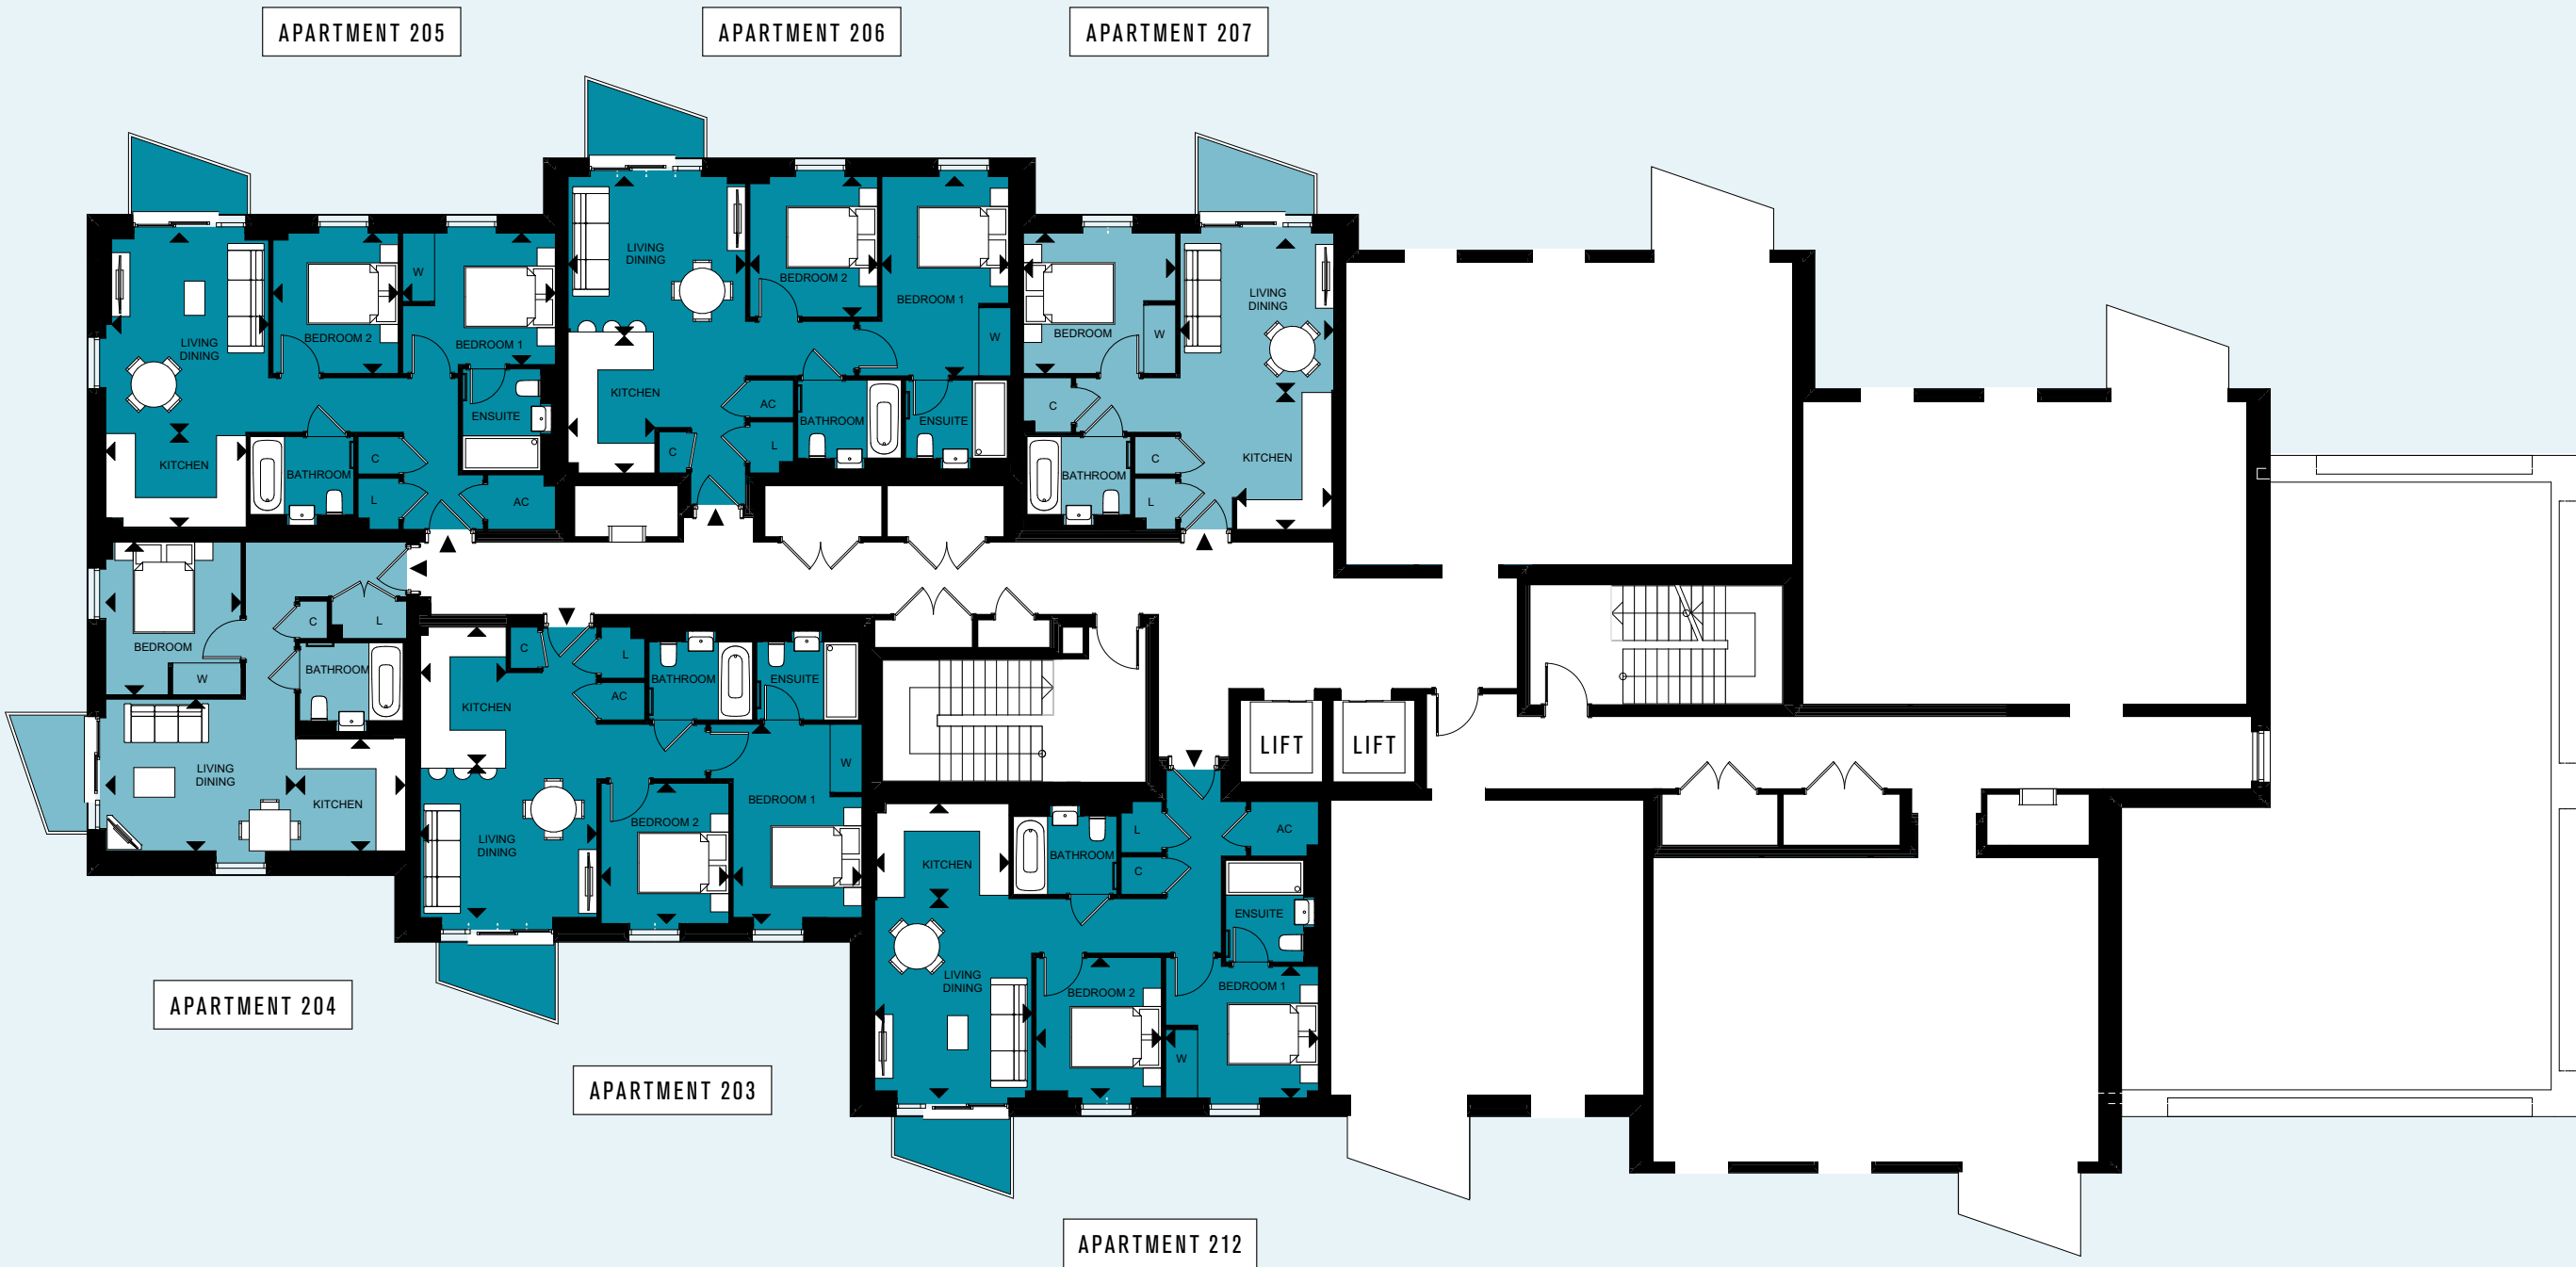 APARTMENT 205
APARTMENT 206
APARTMENT 207
LIVING
DINING
BEDROOM 2
W
BEDROOM 1
ENSUITE
KITCHEN
BATHROOM
C
L
AC
LIVING
DINING
BEDROOM 2
BEDROOM 1
W
KITCHEN
AC
BATHROOM
ENSUITE
C
L
BEDROOM
W
LIVING
DINING
C
KITCHEN
BATHROOM
C
L
C
L
BEDROOM
BATHROOM
W
LIVING
DINING
KITCHEN
C
L
BATHROOM
ENSUITE
AC
KITCHEN
W
BEDROOM 1
BEDROOM 2
LIVING
DINING
LIFT
LIFT
L
AC
BATHROOM
KITCHEN
C
ENSUITE
LIVING
DINING
BEDROOM 2
BEDROOM 1
W
APARTMENT 204
APARTMENT 203
APARTMENT 212